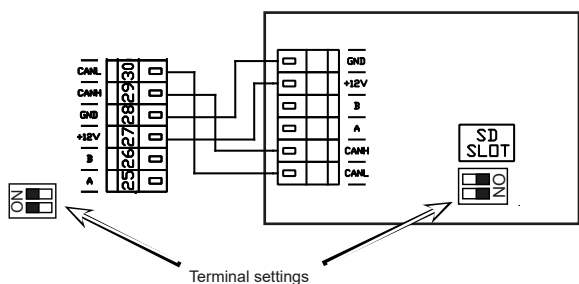 CANL 30
CANH 29
GND 28
+12V 27
B 26
A 25
GND
+12V
B
A
CANH
CANL
SD
SLOT
ON
ON
Terminal settings